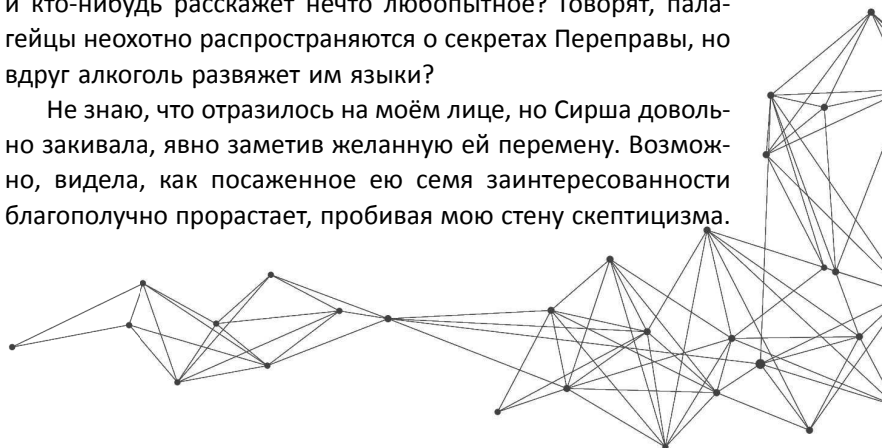 и кто-нибудь расскажет нечто любопытное? Говорят, пала-
гейцы неохотно распространяются о секретах Переправы, но
вдруг алкоголь развяжет им языки?
Не знаю, что отразилось на моём лице, но Сирша доволь-
но закивала, явно заметив желанную ей перемену. Возмож-
но, видела, как посаженное ею семя заинтересованности
благополучно прорастает, пробивая мою стену скептицизма.